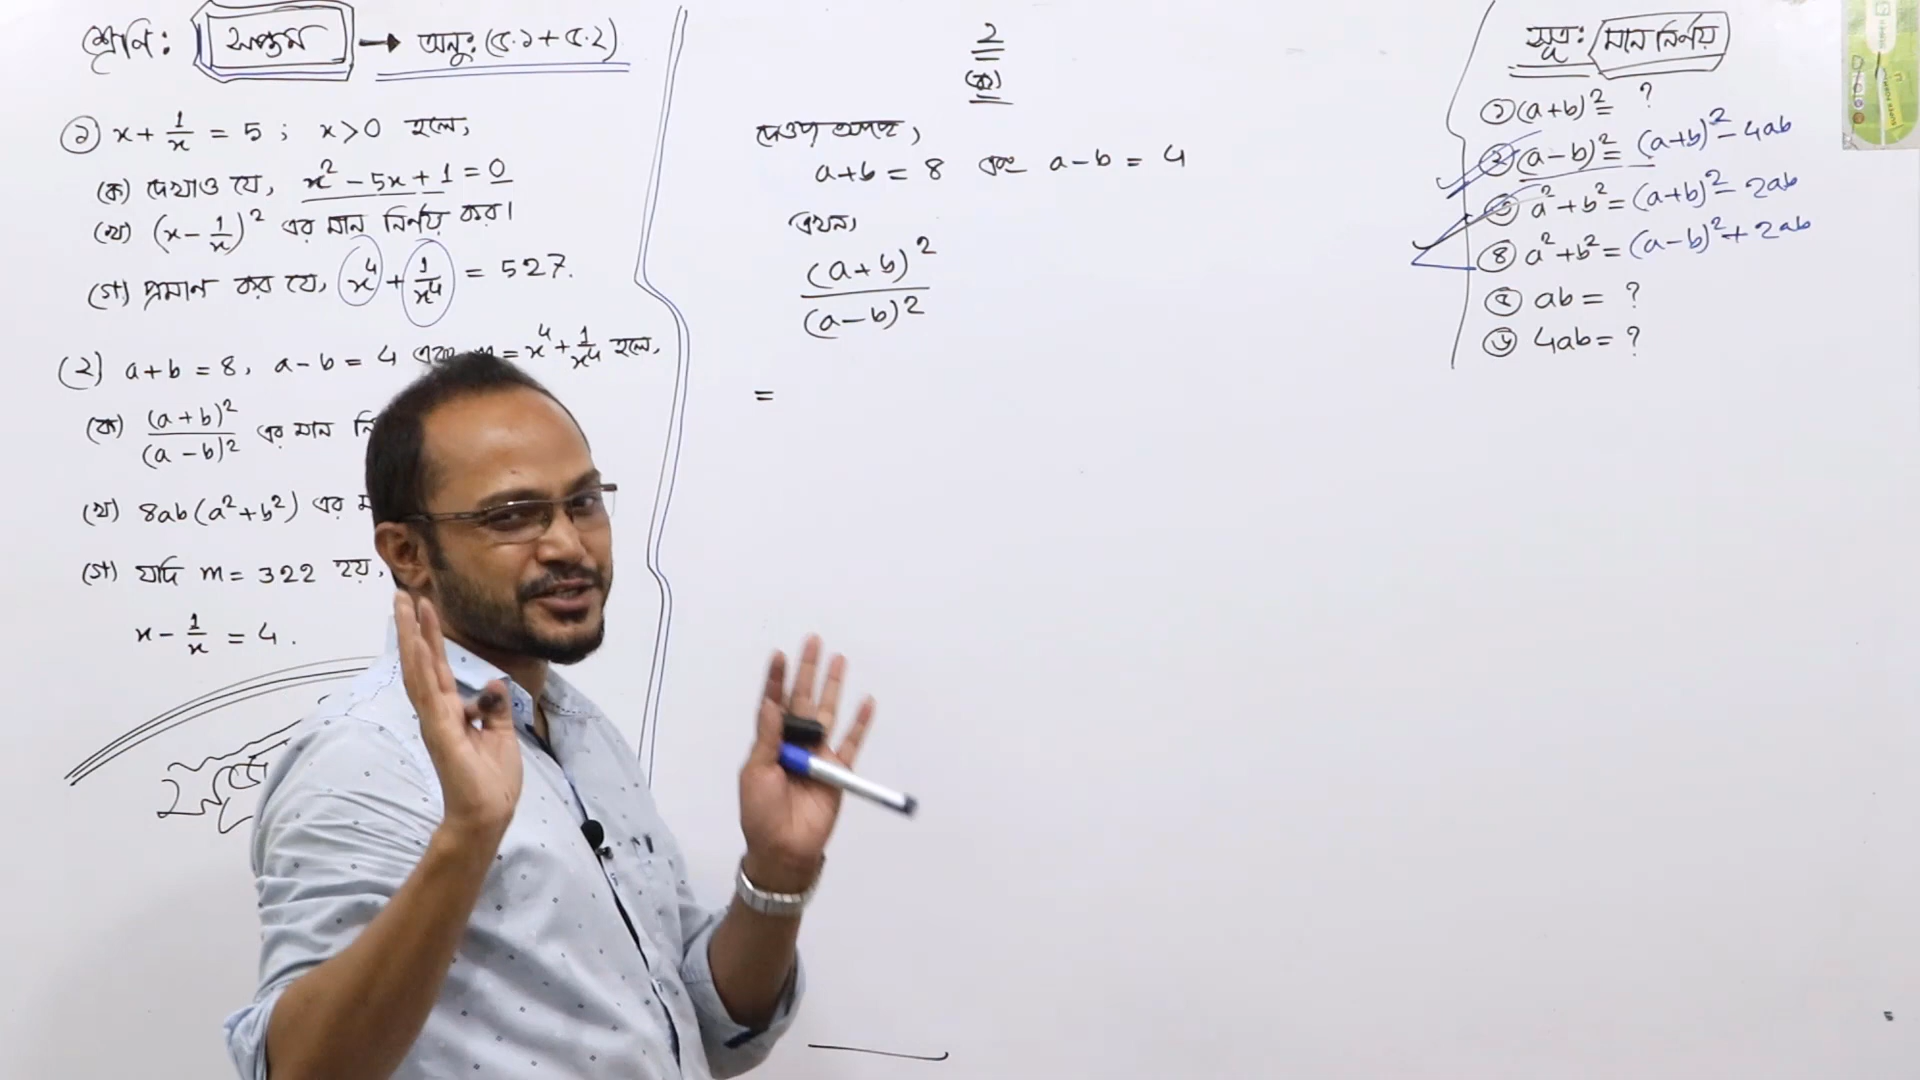 শ্রেণি: সপ্তম → অনু: (৫.১+৫.২)
① x + 1/x = 5 ; x>0 হলে,
(ক) দেখাও যে, x² - 5x + 1 = 0
(খ) (x - 1/x)² এর মান নির্ণয় কর।
(গ) প্রমাণ কর যে, x⁴ + 1/x⁴ = 527.
(২) a+b = 8, a-b = 4 এবং m = x⁴ + 1/x⁴ হলে,
(ক) (a+b)²/(a-b)² এর মান নি
(খ) 8ab(a²+b²) এর ম
(গ) যদি m = 322 হয়,
x - 1/x = 4.
2
(ক)
দেওয়া আছে,
a+b = 8 এবং a-b = 4
এখন,
(a+b)²
(a-b)²
=
সূত্র: মান নির্ণয়
① (a+b)² = ?
② (a-b)² = (a+b)² - 4ab
③ a²+b² = (a+b)² - 2ab
④ a²+b² = (a-b)² + 2ab
⑤ ab = ?
⑥ 4ab = ?